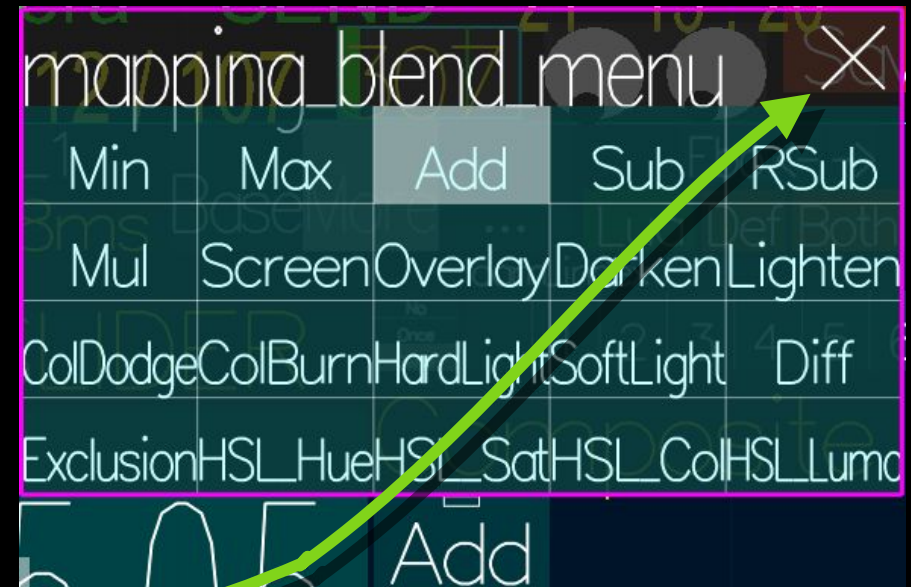 mapping_blend_menu
Min Max Add Sub RSub
Mul Screen Overlay Darken Lighten
ColDodge ColBurn HardLight SoftLight Diff
Exclusion HSL_Hue HSL_Sat HSL_Col HSL_Luma
Add